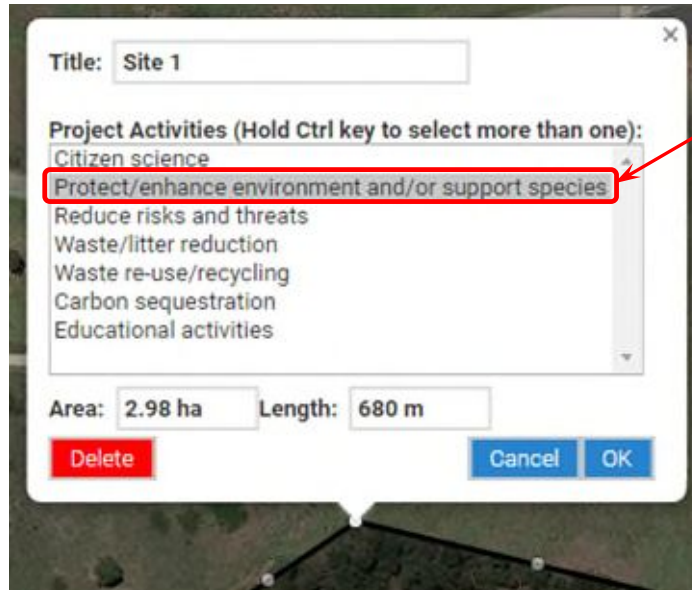 Title: Site 1
Project Activities (Hold Ctrl key to select more than one):
Citizen science
Protect/enhance environment and/or support species
Reduce risks and threats
Waste/litter reduction
Waste re-use/recycling
Carbon sequestration
Educational activities
Area: 2.98 ha Length: 680 m
Delete Cancel OK